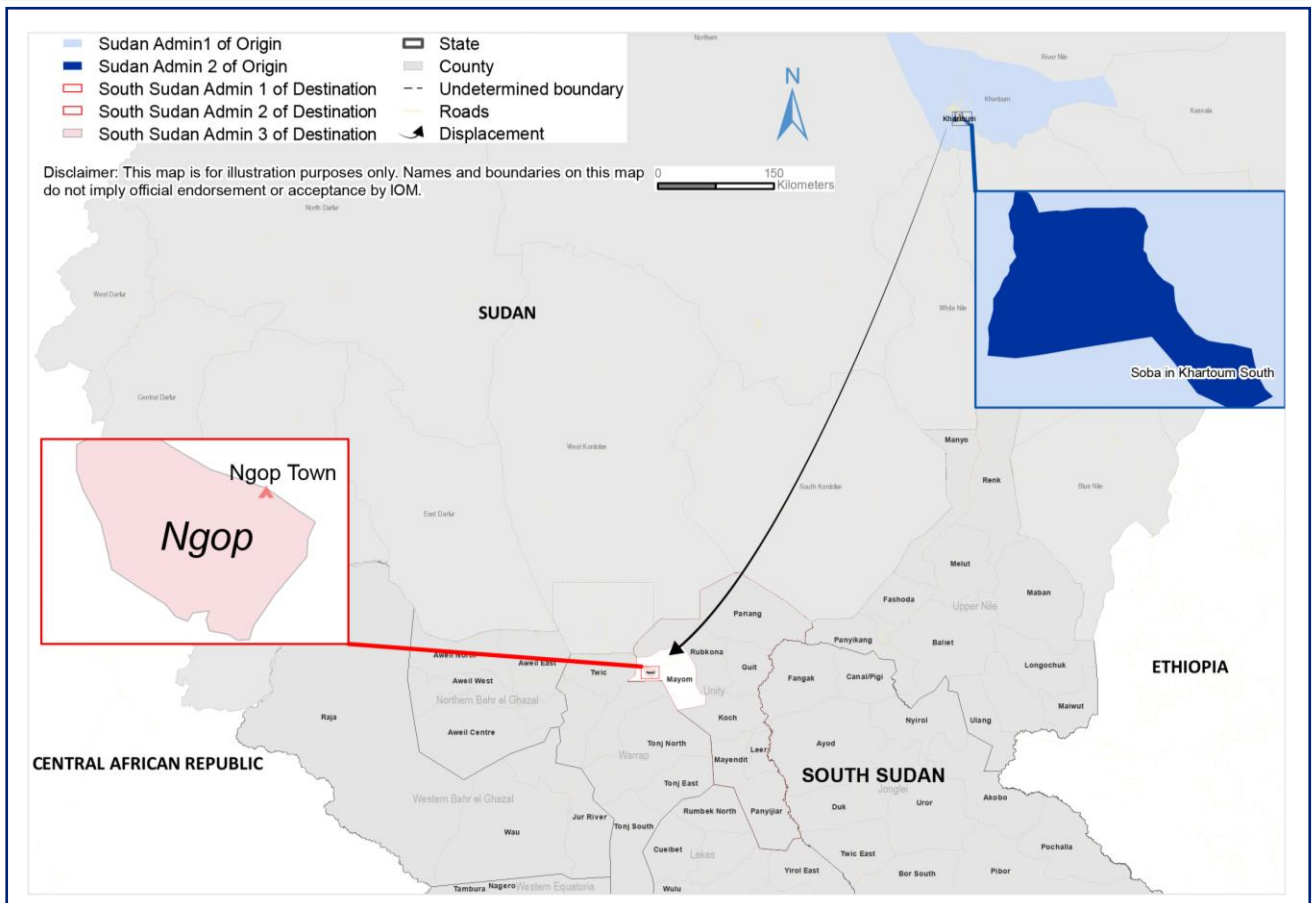 Sudan Admin1 of Origin
Sudan Admin 2 of Origin
South Sudan Admin 1 of Destination
South Sudan Admin 2 of Destination
South Sudan Admin 3 of Destination
State
County
Undetermined boundary
Roads
Displacement
Disclaimer: This map is for illustration purposes only. Names and boundaries on this map
do not imply official endorsement or acceptance by IOM.
N
0 150
Kilometers
Northern
River Nile
Khartoum
Khartoum
Kassala
North Darfur
West Darfur
SUDAN
White Nile
Soba in Khartoum South
Central Darfur
West Kordofan
South Kordofan
East Darfur
Blue Nile
Manyo
Renk
Ngop Town
Ngop
Melut
Maban
Fashoda
Upper Nile
Pariang
Panyikang
Baliet
Rubkona
Guit
Longochuk
ETHIOPIA
Aweil North
Aweil East
Twic
Mayom
Unity
Fangak
Canal/Pigi
Maiwut
Aweil West
Northern Bahr el Ghazal
Raja
Koch
Nyirol
Ulang
Aweil Centre
Tonj North
Leer
Ayod
Warrap
Mayendit
CENTRAL AFRICAN REPUBLIC
SOUTH SUDAN
Tonj East
Jonglei
Western Bahr el Ghazal
Jur River
Rumbek North
Panyijiar
Duk
Uror
Akobo
Wau
Tonj South
Cueibet
Lakes
Twic East
Pochalla
Yirol East
Bor South
Pibor
Tambura
Nagero
Western Equatoria
Wulu